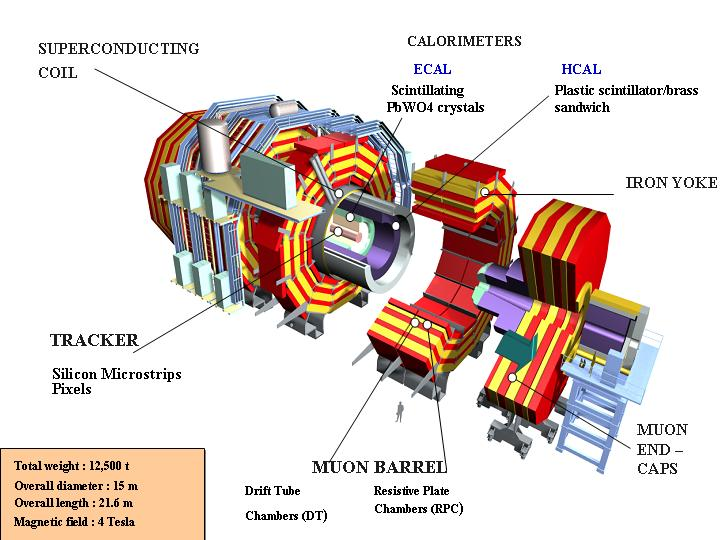 SUPERCONDUCTING
COIL
CALORIMETERS
ECAL
Scintillating
PbWO4 crystals
HCAL
Plastic scintillator/brass
sandwich
IRON YOKE
TRACKER
Silicon Microstrips
Pixels
MUON
END –
CAPS
MUON BARREL
Drift Tube
Chambers (DT)
Resistive Plate
Chambers (RPC)
Total weight : 12,500 t
Overall diameter : 15 m
Overall length : 21.6 m
Magnetic field : 4 Tesla